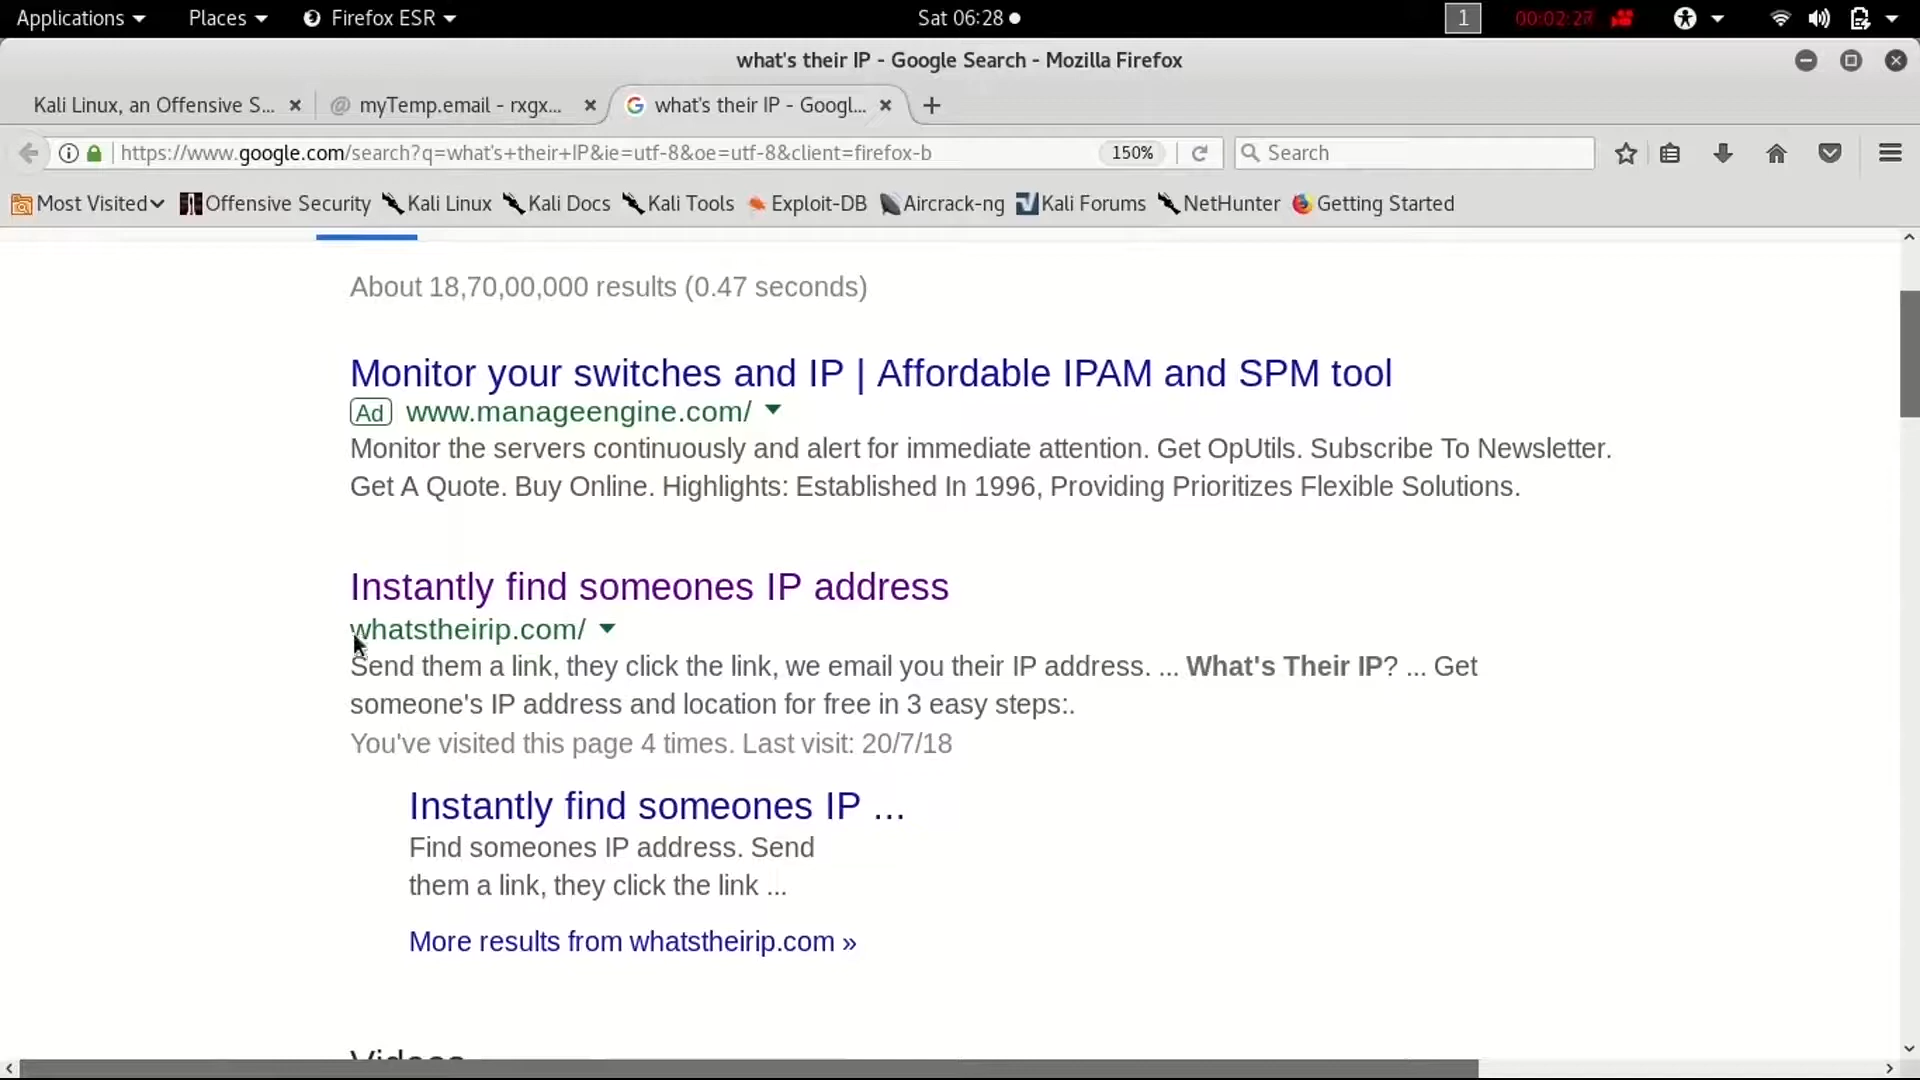 Applications Places Firefox ESR Sat 06:28 1 00:02:27
what's their IP - Google Search - Mozilla Firefox
Kali Linux, an Offensive S... myTemp.email - rxgx... what's their IP - Googl...
https://www.google.com/search?q=what's+their+IP&ie=utf-8&oe=utf-8&client=firefox-b 150% Search
Most Visited Offensive Security Kali Linux Kali Docs Kali Tools Exploit-DB Aircrack-ng Kali Forums NetHunter Getting Started
About 18,70,00,000 results (0.47 seconds)
Monitor your switches and IP | Affordable IPAM and SPM tool
Ad www.manageengine.com/
Monitor the servers continuously and alert for immediate attention. Get OpUtils. Subscribe To Newsletter.
Get A Quote. Buy Online. Highlights: Established In 1996, Providing Prioritizes Flexible Solutions.
Instantly find someones IP address
whatstheirip.com/
Send them a link, they click the link, we email you their IP address. ... What's Their IP? ... Get
someone's IP address and location for free in 3 easy steps:.
You've visited this page 4 times. Last visit: 20/7/18
Instantly find someones IP ...
Find someones IP address. Send
them a link, they click the link ...
More results from whatstheirip.com »
Videos